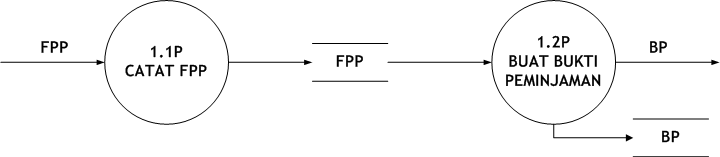 FPP
1.1P
CATAT FPP
FPP
1.2P
BUAT BUKTI
PEMINJAMAN
BP
BP